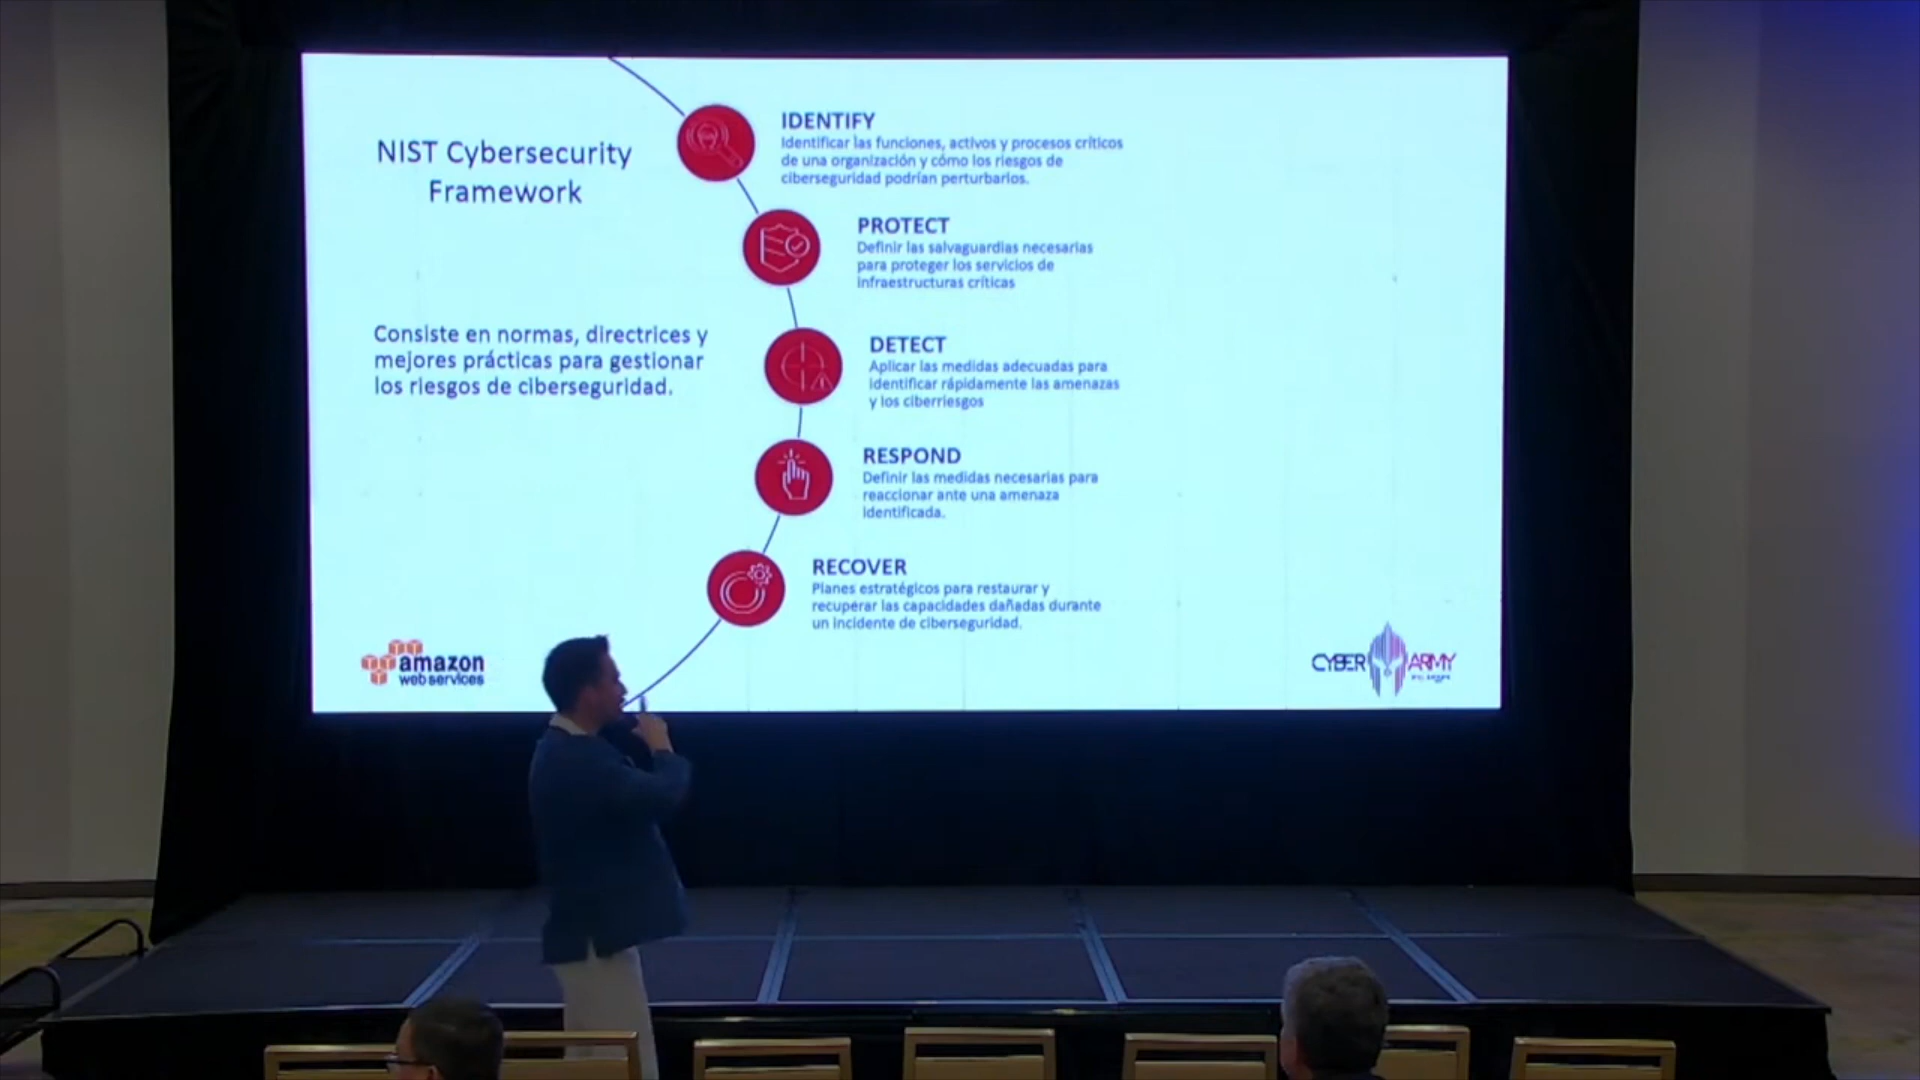 NIST Cybersecurity
Framework
Consiste en normas, directrices y
mejores prácticas para gestionar
los riesgos de ciberseguridad.
IDENTIFY
Identificar las funciones, activos y procesos críticos
de una organización y cómo los riesgos de
ciberseguridad podrían perturbarlos.
PROTECT
Definir las salvaguardias necesarias
para proteger los servicios de
infraestructuras críticas
DETECT
Aplicar las medidas adecuadas para
identificar rápidamente las amenazas
y los ciberriesgos
RESPOND
Definir las medidas necesarias para
reaccionar ante una amenaza
identificada.
RECOVER
Planes estratégicos para restaurar y
recuperar las capacidades dañadas durante
un incidente de ciberseguridad.
amazon
web services
CYBER ARMY